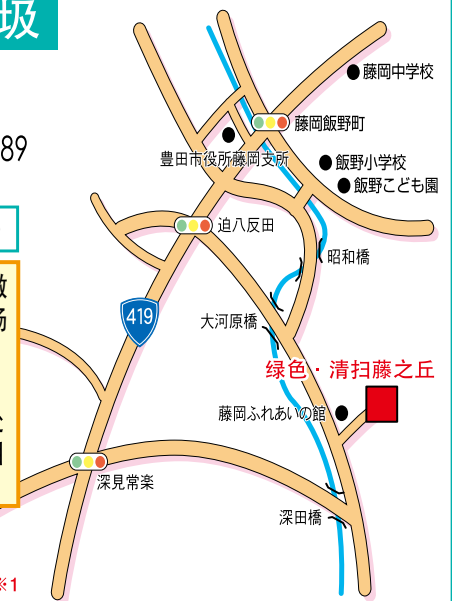 圾
89
藤岡中学校
藤岡飯野町
豊田市役所藤岡支所
飯野小学校
飯野こども園
迫八反田
昭和橋
419
大河原橋
绿色・清扫藤之丘
藤岡ふれあいの館
深見常楽
深田橋
※1